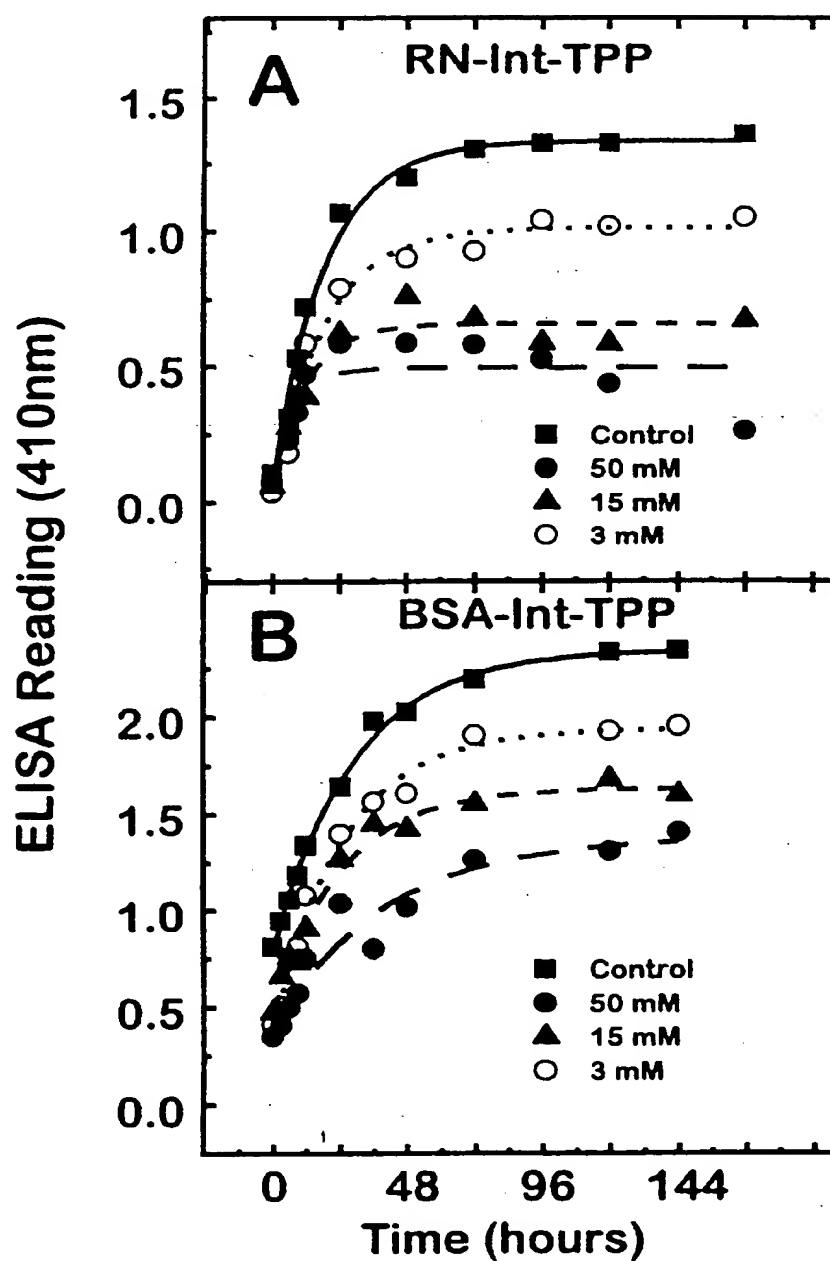 A
RN-Int-TPP
1.5
1.0
0.5
0.0
Control
50 mM
15 mM
3 mM
ELISA Reading (410nm)
B
BSA-Int-TPP
2.0
1.5
1.0
0.5
0.0
Control
50 mM
15 mM
3 mM
0 48 96 144
Time (hours)